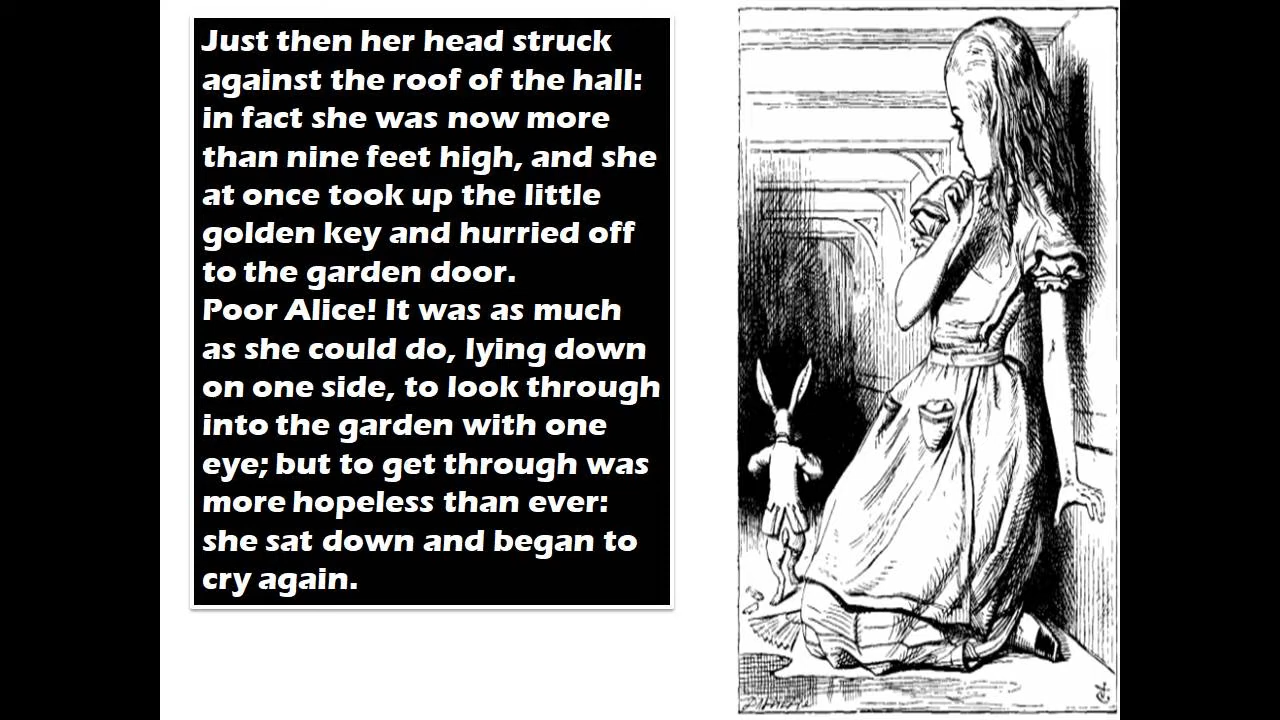 Just then her head struck
against the roof of the hall:
in fact she was now more
than nine feet high, and she
at once took up the little
golden key and hurried off
to the garden door.
Poor Alice! It was as much
as she could do, lying down
on one side, to look through
into the garden with one
eye; but to get through was
more hopeless than ever:
she sat down and began to
cry again.